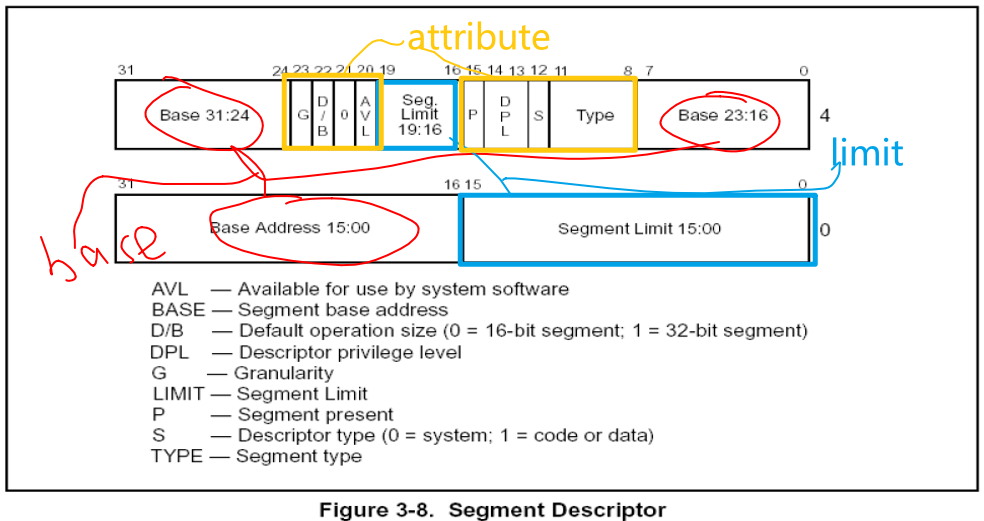 attribute
31 24 23 22 21 20 19 16 15 14 13 12 11 8 7 0
Base 31:24 G D/B 0 AVL Seg. Limit 19:16 P DPL S Type Base 23:16 4
limit
31 16 15 0
Base Address 15:00 Segment Limit 15:00 0
base
AVL — Available for use by system software
BASE — Segment base address
D/B — Default operation size (0 = 16-bit segment; 1 = 32-bit segment)
DPL — Descriptor privilege level
G — Granularity
LIMIT — Segment Limit
P — Segment present
S — Descriptor type (0 = system; 1 = code or data)
TYPE — Segment type
Figure 3-8. Segment Descriptor